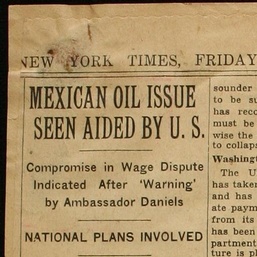 NEW YORK TIMES, FRIDAY
MEXICAN OIL ISSUE
SEEN AIDED BY U. S.
Compromise in Wage Dispute
Indicated After 'Warning'
by Ambassador Daniels
NATIONAL PLANS INVOLVED
sounder
to be su
has reco
must be
wise the
to collaps
Washingt
The U
has taken
and has
ate paym
from its
has been
partment
ture is pl